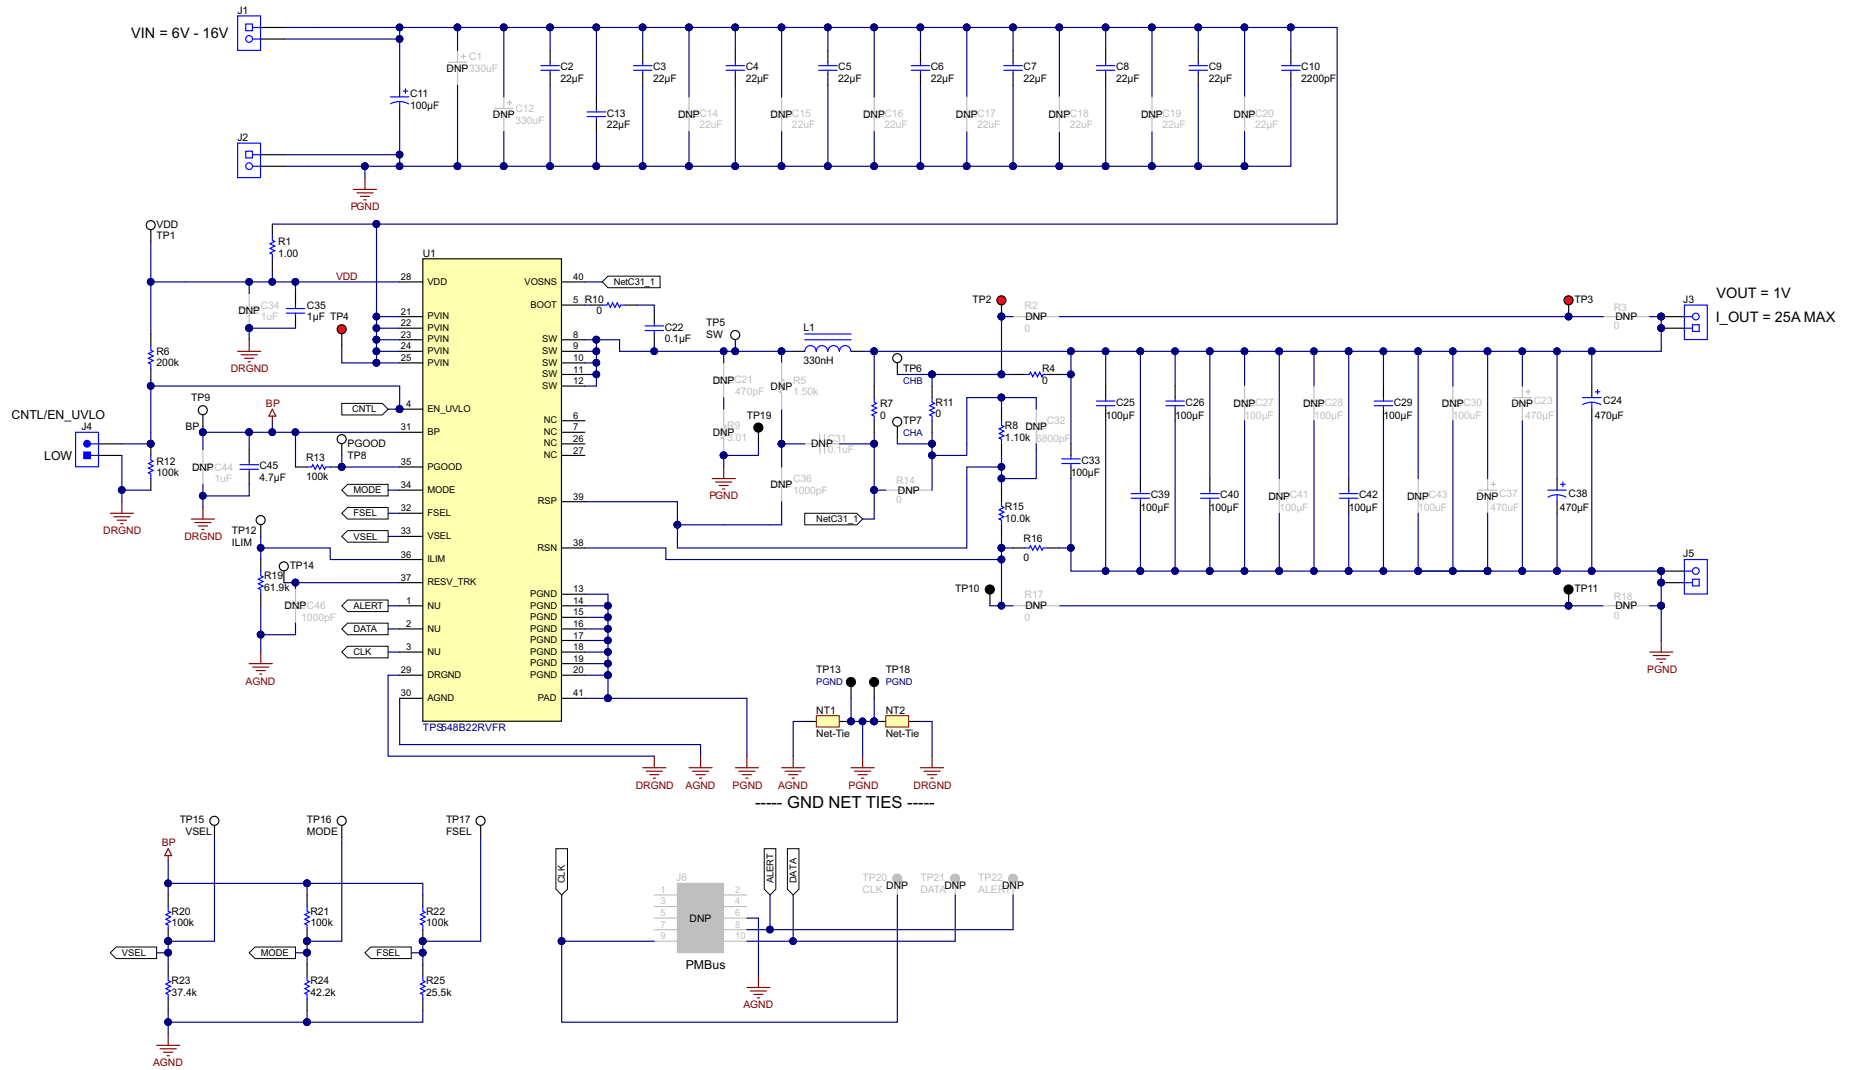 J1
VIN = 6V - 16V
C1
DNP 330uF
C2
22µF
C3
22µF
C4
22µF
C5
22µF
C6
22µF
C7
22µF
C8
22µF
C9
22µF
C10
2200pF
C11
100µF
DNP C12
330uF
C13
22µF
DNP C14
22uF
DNP C15
22uF
DNP C16
22uF
DNP C17
22uF
DNP C18
22uF
DNP C19
22uF
DNP C20
22µF
J2
PGND
VDD
TP1
R1
1.00
VDD
DNP C34
1uF
C35
1µF
TP4
DRGND
R6
200k
CNTL/EN_UVLO
J4
LOW
R12
100k
DRGND
TP9
BP
BP
CNTL
PGOOD
TP8
R13
100k
DNP C44
1uF
C45
4.7µF
DRGND
MODE
FSEL
VSEL
TP12
ILIM
TP14
R19
61.9k
DNP C46
1000pF
AGND
ALERT
DATA
CLK
U1
28 VDD
21 PVIN
22 PVIN
23 PVIN
24 PVIN
25 PVIN
4 EN_UVLO
31 BP
35 PGOOD
34 MODE
32 FSEL
33 VSEL
36 ILIM
37 RESV_TRK
1 NU
2 NU
3 NU
29 DRGND
30 AGND
TPS548B22RVFR
VOSNS 40
BOOT 5
SW 8
SW 9
SW 10
SW 11
SW 12
NC 6
NC 7
NC 26
NC 27
RSP 39
RSN 38
PGND 13
PGND 14
PGND 15
PGND 16
PGND 17
PGND 18
PGND 19
PGND 20
PAD 41
NetC31_1
R10
0
C22
0.1µF
TP5
SW
L1
330nH
DNP C21
470pF
DNP R5
1.50k
DNP R9
3.01
TP19
PGND
DNP C31
0.1uF
DNP C36
1000pF
NetC31_1
R7
0
TP6
CHB
TP7
CHA
R11
0
R14
DNP
0
TP2
R2
DNP
0
R4
0
R8
1.10k
DNP C32
6800pF
R15
10.0k
R16
0
C33
100µF
TP10
R17
DNP
0
TP3
R3
DNP
0
J3
VOUT = 1V
I_OUT = 25A MAX
C25
100µF
C26
100µF
DNP C27
100uF
DNP C28
100uF
C29
100µF
DNP C30
100uF
DNP C23
470uF
C24
470µF
C39
100µF
C40
100µF
DNP C41
100uF
C42
100µF
DNP C43
100uF
DNP C37
470uF
C38
470µF
J5
TP11
R18
DNP
0
PGND
DRGND
AGND
PGND
TP13
PGND
TP18
PGND
NT1
Net-Tie
NT2
Net-Tie
AGND
PGND
DRGND
----- GND NET TIES -----
TP15
VSEL
TP16
MODE
TP17
FSEL
BP
R20
100k
R21
100k
R22
100k
VSEL
MODE
FSEL
R23
37.4k
R24
42.2k
R25
25.5k
AGND
CLK
ALERT
DATA
J6
1 2
3 4
5 6
7 8
9 10
DNP
PMBus
AGND
TP20
CLK
DNP
TP21
DATA
DNP
TP22
ALERT
DNP